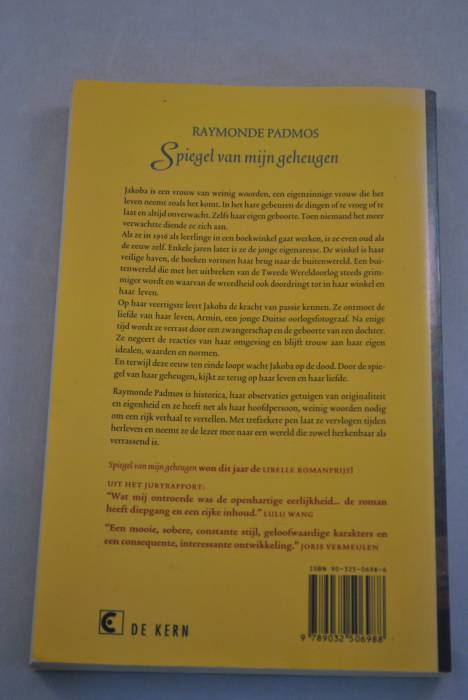 RAYMONDE PADMOS
Spiegel van mijn geheugen
Jakoba is een vrouw van weinig woorden, een eigenzinnige vrouw die het
leven neemt zoals het komt. In het hare gebeuren de dingen of te vroeg of te
laat en altijd onverwacht. Zelfs haar eigen geboorte. Toen niemand het meer
verwachtte diende ze zich aan.
Als ze in 1916 als leerlinge in een boekwinkel gaat werken, is ze even oud als
de eeuw zelf. Enkele jaren later is ze de jonge eigenaresse. De winkel is haar
veilige haven, de boeken vormen haar brug naar de buitenwereld. Een bui-
tenwereld die met het uitbreken van de Tweede Wereldoorlog steeds grim-
miger wordt en waarvan de wreedheid ook doordringt tot in haar winkel en
haar leven.
Op haar veertigste leert Jakoba de kracht van passie kennen. Ze ontmoet de
liefde van haar leven, Armin, een jonge Duitse oorlogsfotograaf. Na enige
tijd wordt ze verrast door een zwangerschap en de geboorte van een dochter.
Ze negeert de reacties van haar omgeving en blijft trouw aan haar eigen
idealen, waarden en normen.
En terwijl deze eeuw ten einde loopt wacht Jakoba op de dood. Door de spie-
gel van haar geheugen, kijkt ze terug op haar leven en haar liefde.
Raymonde Padmos is historica, haar observaties getuigen van originaliteit
en eigenheid en ze heeft net als haar hoofdpersoon, weinig woorden nodig
om een rijk verhaal te vertellen. Met trefzekere pen laat ze vervlogen tijden
herleven en neemt ze de lezer mee naar een wereld die zowel herkenbaar als
verrassend is.
Spiegel van mijn geheugen won dit jaar de LIBELLE ROMANPRIJS!
UIT HET JURYRAPPORT:
"Wat mij ontroerde was de openhartige eerlijkheid... de roman
heeft diepgang en een rijke inhoud." LULU WANG
"Een mooie, sobere, constante stijl, geloofwaardige karakters en
een consequente, interessante ontwikkeling." JORIS VERMEULEN
ISBN 90-325-0698-6
DE KERN
9 789032 506988